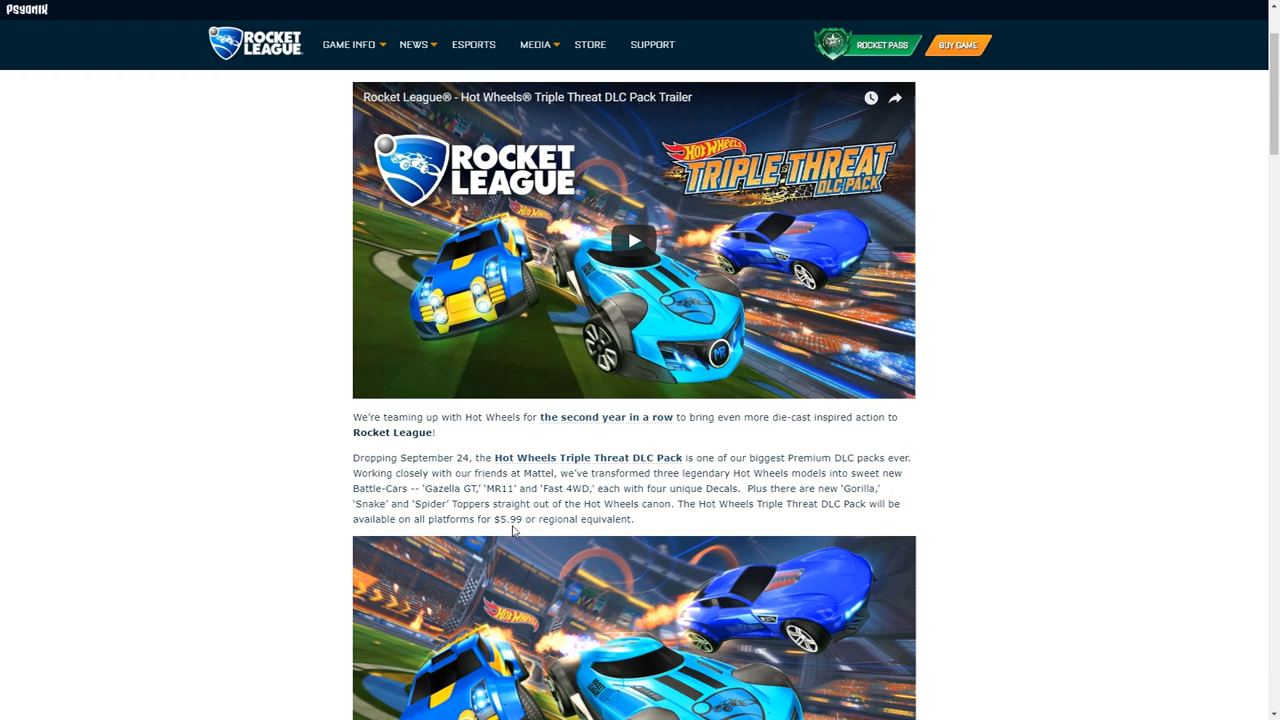 PSYONIX
ROCKET LEAGUE
GAME INFO NEWS ESPORTS MEDIA STORE SUPPORT
ROCKET PASS
BUY GAME
Rocket League® - Hot Wheels® Triple Threat DLC Pack Trailer
ROCKET
LEAGUE
HOT WHEELS
TRIPLE THREAT
DLC PACK
HOT WHEELS
MR
We're teaming up with Hot Wheels for the second year in a row to bring even more die-cast inspired action to
Rocket League!
Dropping September 24, the Hot Wheels Triple Threat DLC Pack is one of our biggest Premium DLC packs ever.
Working closely with our friends at Mattel, we've transformed three legendary Hot Wheels models into sweet new
Battle-Cars -- 'Gazella GT,' 'MR11' and 'Fast 4WD,' each with four unique Decals.  Plus there are new 'Gorilla,'
'Snake' and 'Spider' Toppers straight out of the Hot Wheels canon. The Hot Wheels Triple Threat DLC Pack will be
available on all platforms for $5.99 or regional equivalent.
HOT WHEELS
ROCKET
LEAGUE